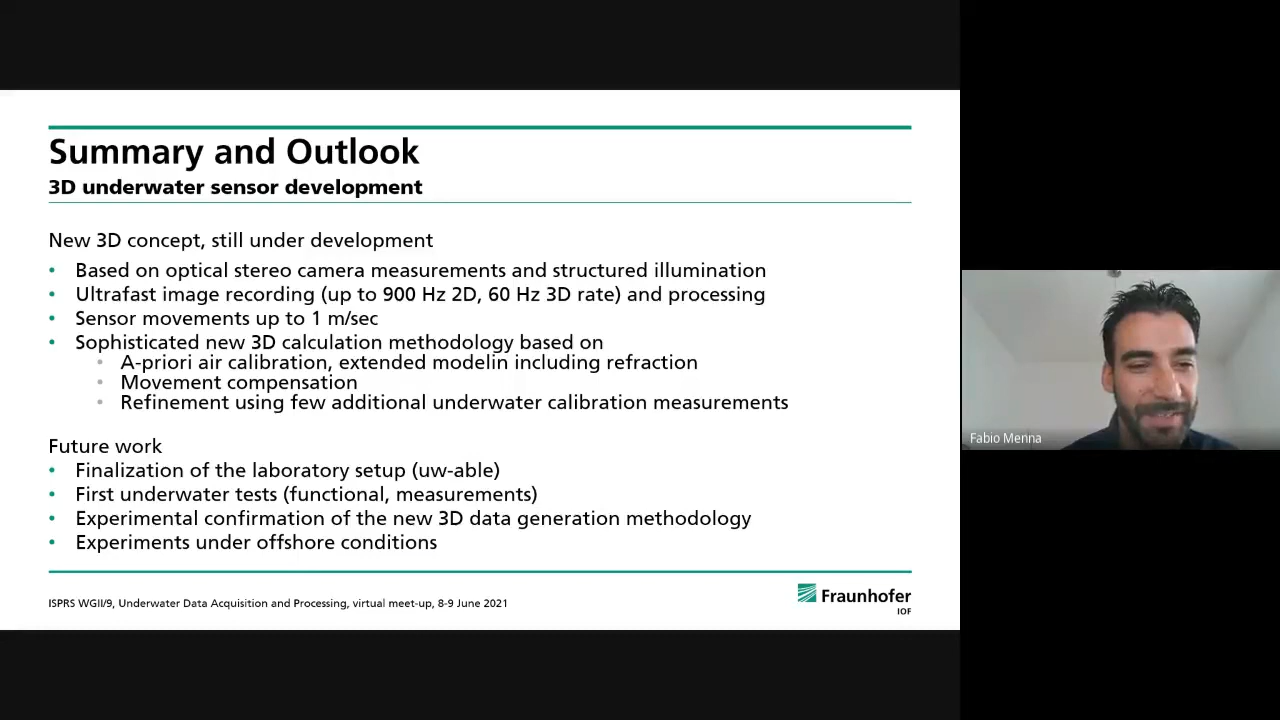 Summary and Outlook
3D underwater sensor development
New 3D concept, still under development
• Based on optical stereo camera measurements and structured illumination
• Ultrafast image recording (up to 900 Hz 2D, 60 Hz 3D rate) and processing
• Sensor movements up to 1 m/sec
• Sophisticated new 3D calculation methodology based on
• A-priori air calibration, extended modelin including refraction
• Movement compensation
• Refinement using few additional underwater calibration measurements
Future work
• Finalization of the laboratory setup (uw-able)
• First underwater tests (functional, measurements)
• Experimental confirmation of the new 3D data generation methodology
• Experiments under offshore conditions
ISPRS WGII/9, Underwater Data Acquisition and Processing, virtual meet-up, 8-9 June 2021
Fraunhofer
IOF
Fabio Menna